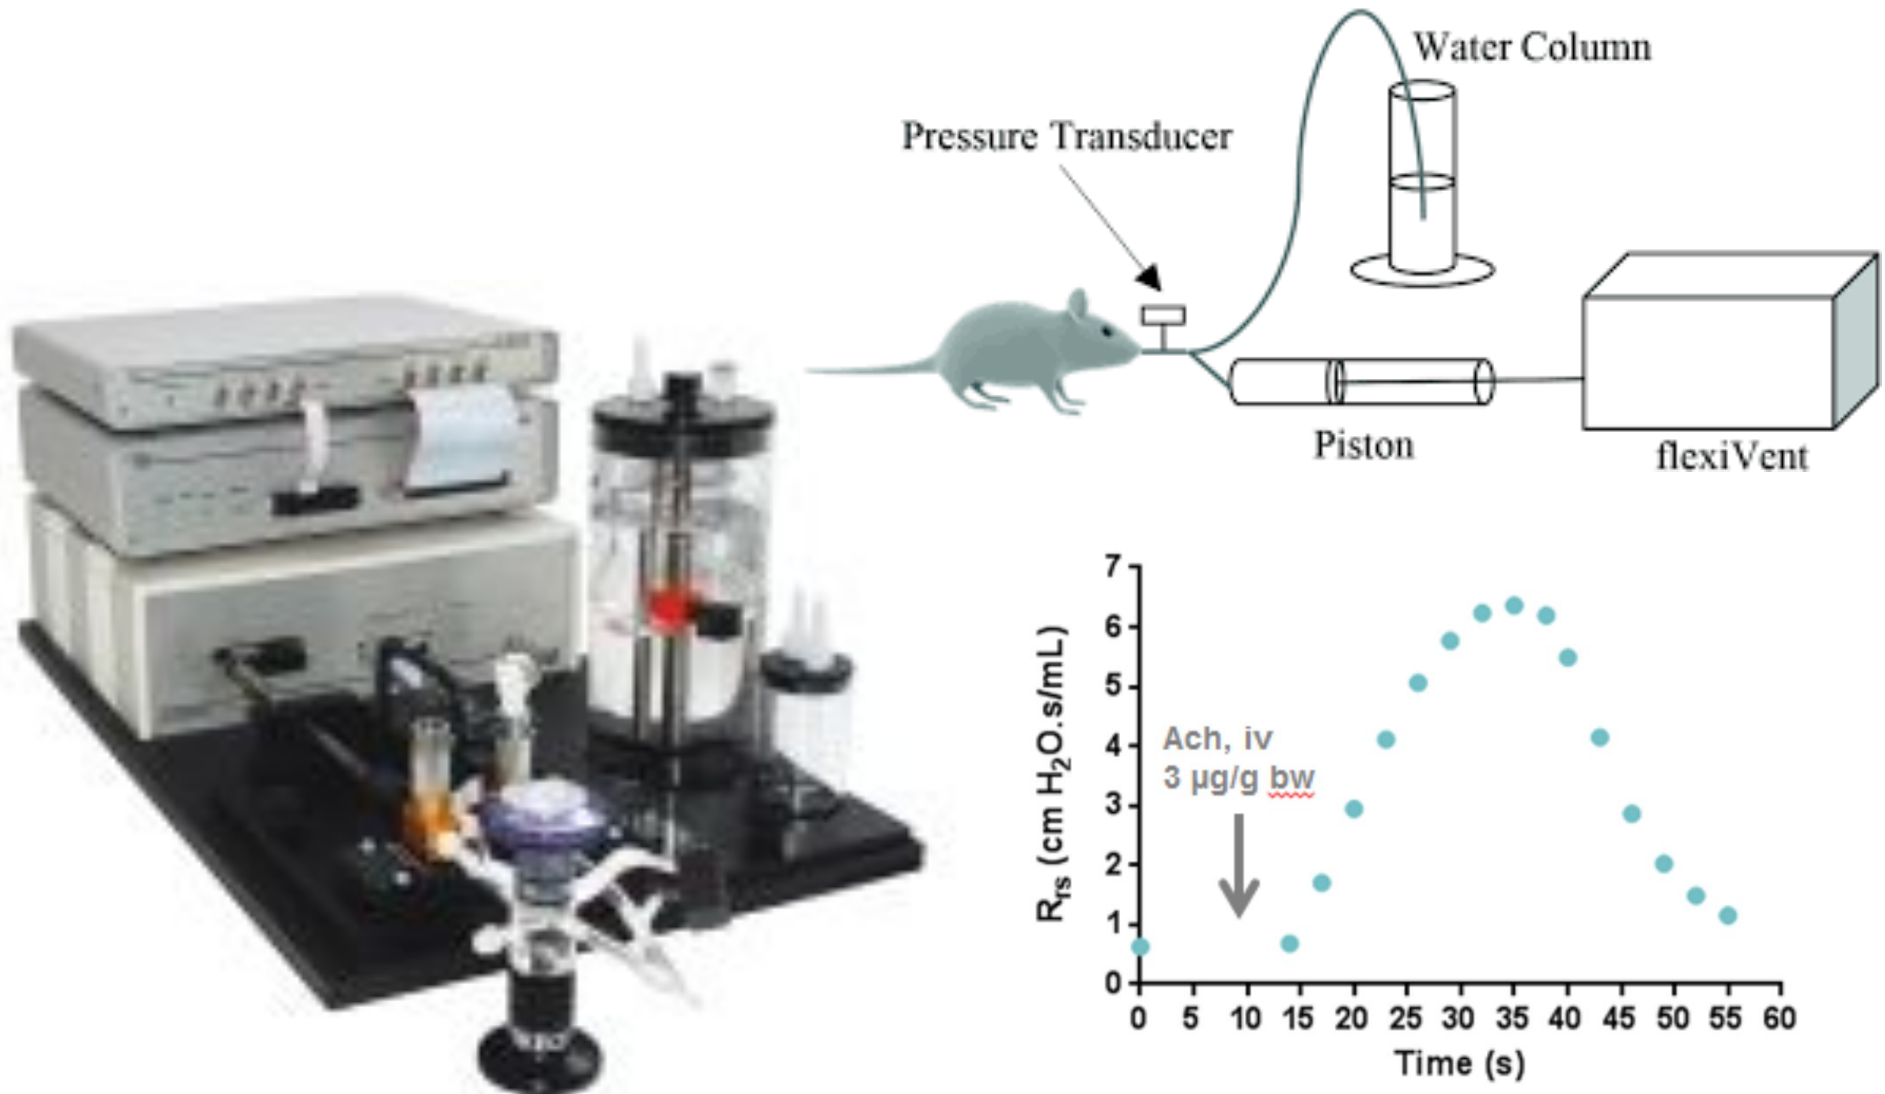 Water Column
Pressure Transducer
Piston
flexiVent
R_rs (cm H₂O.s/mL)
7
6
5
4
3
2
1
0
Ach, iv
3 µg/g bw
0 5 10 15 20 25 30 35 40 45 50 55 60
Time (s)